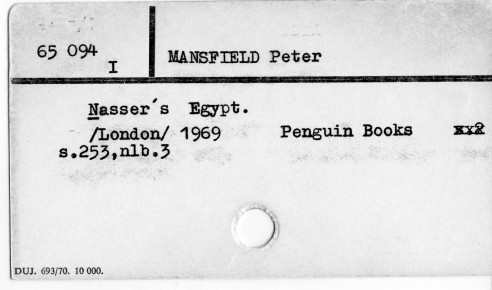 65 094
I
MANSFIELD Peter
Nasser's Egypt.
/London/ 1969 Penguin Books
s.253,nlb.3
DUJ. 693/70. 10 000.